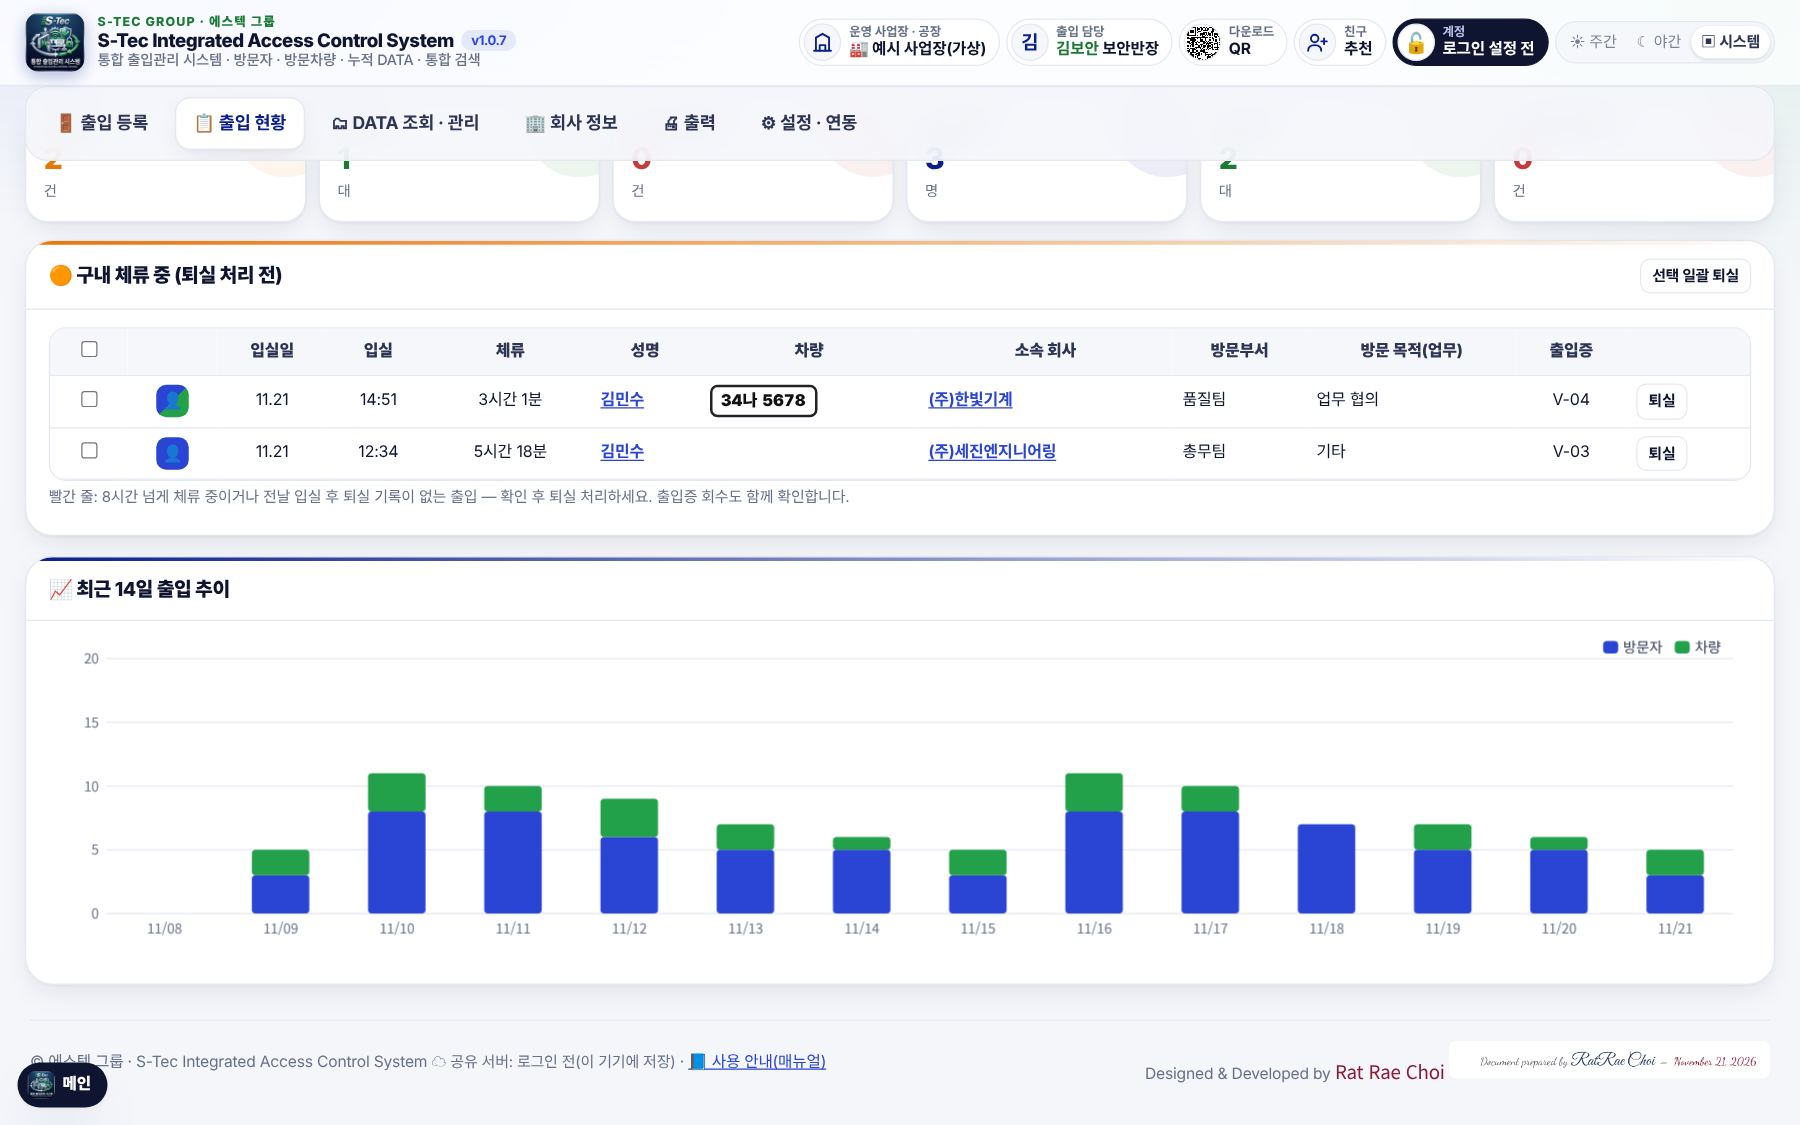 S-TEC GROUP · 에스텍 그룹
S-Tec Integrated Access Control System v1.0.7
통합 출입관리 시스템 · 방문자 · 방문차량 · 누적 DATA · 통합 검색
운영 사업장 · 공장
예시 사업장(가상)
김
출입 담당
김보안 보안반장
다운로드
QR
친구
추천
계정
로그인 설정 전
주간
야간
시스템
출입 등록
출입 현황
DATA 조회 · 관리
회사 정보
출력
설정 · 연동
2 1 0 3 2 0
건 대 건 명 대 건
구내 체류 중 (퇴실 처리 전)
선택 일괄 퇴실
입실일 입실 체류 성명 차량 소속 회사 방문부서 방문 목적(업무) 출입증
11.21 14:51 3시간 1분 김민수 34나 5678 (주)한빛기계 품질팀 업무 협의 V-04 퇴실
11.21 12:34 5시간 18분 김민수 (주)세진엔지니어링 총무팀 기타 V-03 퇴실
빨간 줄: 8시간 넘게 체류 중이거나 전날 입실 후 퇴실 기록이 없는 출입 — 확인 후 퇴실 처리하세요. 출입증 회수도 함께 확인합니다.
최근 14일 출입 추이
방문자 차량
20
15
10
5
0
11/08 11/09 11/10 11/11 11/12 11/13 11/14 11/15 11/16 11/17 11/18 11/19 11/20 11/21
© 에스텍 그룹 · S-Tec Integrated Access Control System 공유 서버: 로그인 전(이 기기에 저장) · 사용 안내(매뉴얼)
Designed & Developed by Rat Rae Choi
Document prepared by RatRae Choi – November 21, 2026
메인